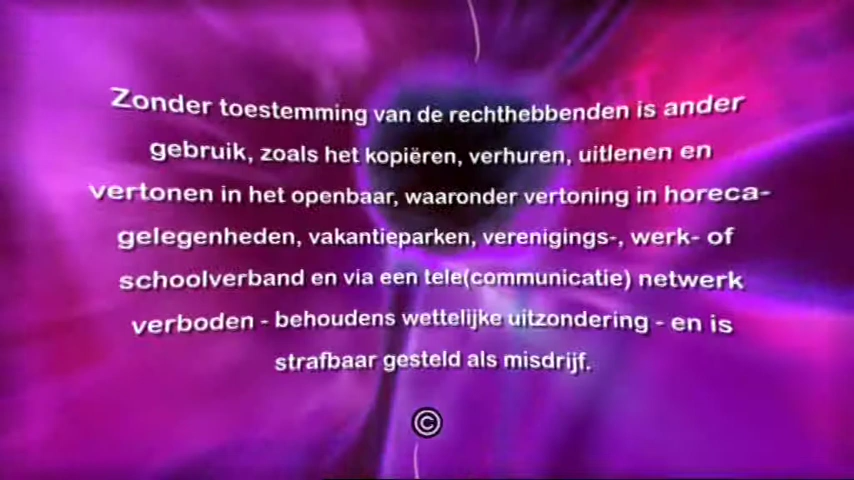 Zonder toestemming van de rechthebbenden is ander
gebruik, zoals het kopiëren, verhuren, uitlenen en
vertonen in het openbaar, waaronder vertoning in horeca-
gelegenheden, vakantieparken, verenigings-, werk- of
schoolverband en via een tele(communicatie) netwerk
verboden - behoudens wettelijke uitzondering - en is
strafbaar gesteld als misdrijf.
©